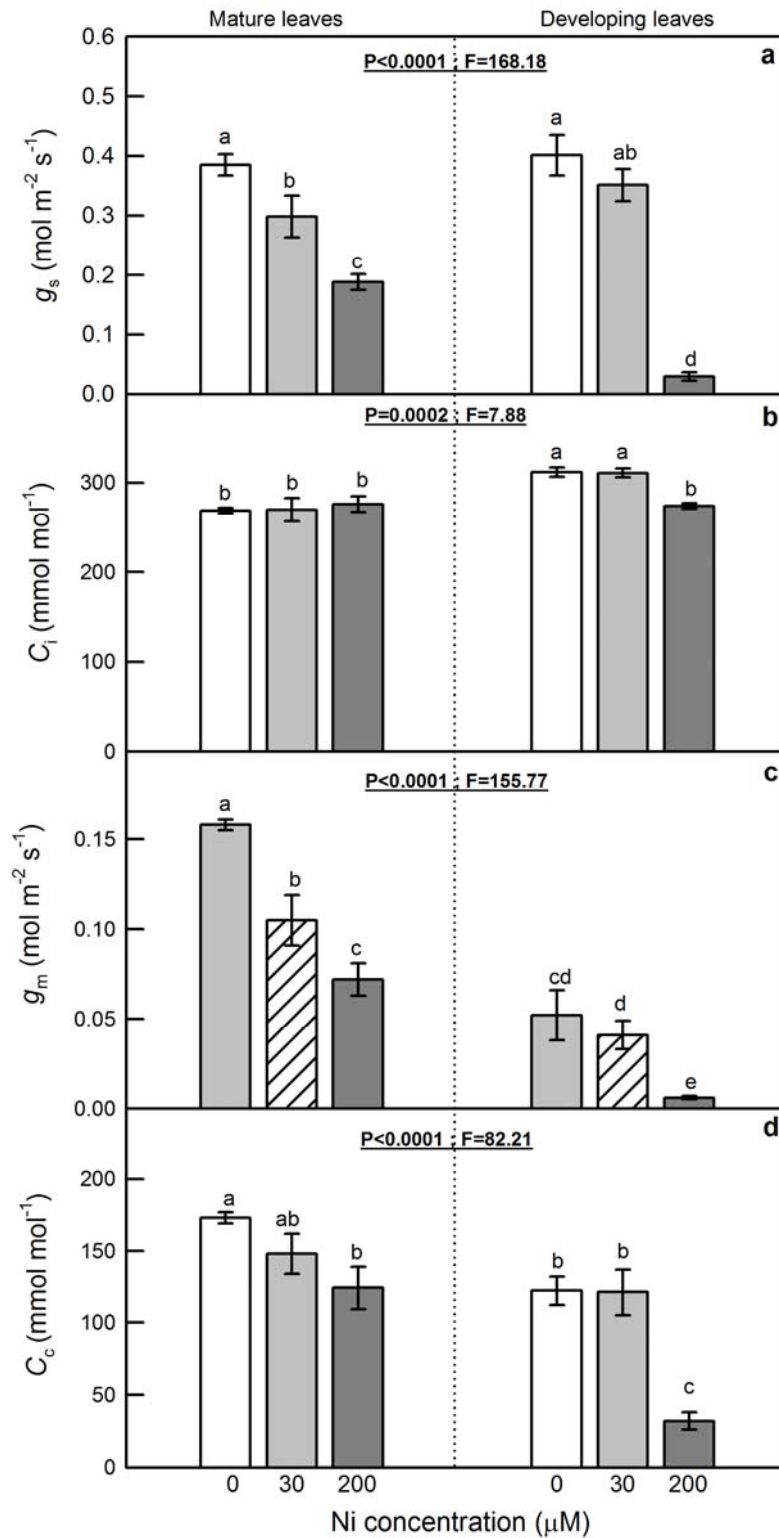 Mature leaves Developing leaves
0.6 a
P<0.0001 ; F=168.18
0.5
a a
ab
0.4
b
0.3
c
0.2
0.1
d
0.0
gs (mol m−2 s−1)
P=0.0002 ; F=7.88 b
a a
300
b b b b
200
100
0
Ci (mmol mol−1)
P<0.0001 ; F=155.77 c
a
0.15
b
0.10
c
cd
d
0.05
e
0.00
gm (mol m−2 s−1)
P<0.0001 ; F=82.21 d
200
a
ab
150
b b b
100
50
c
0
Cc (mmol mol−1)
0 30 200 0 30 200
Ni concentration (μM)